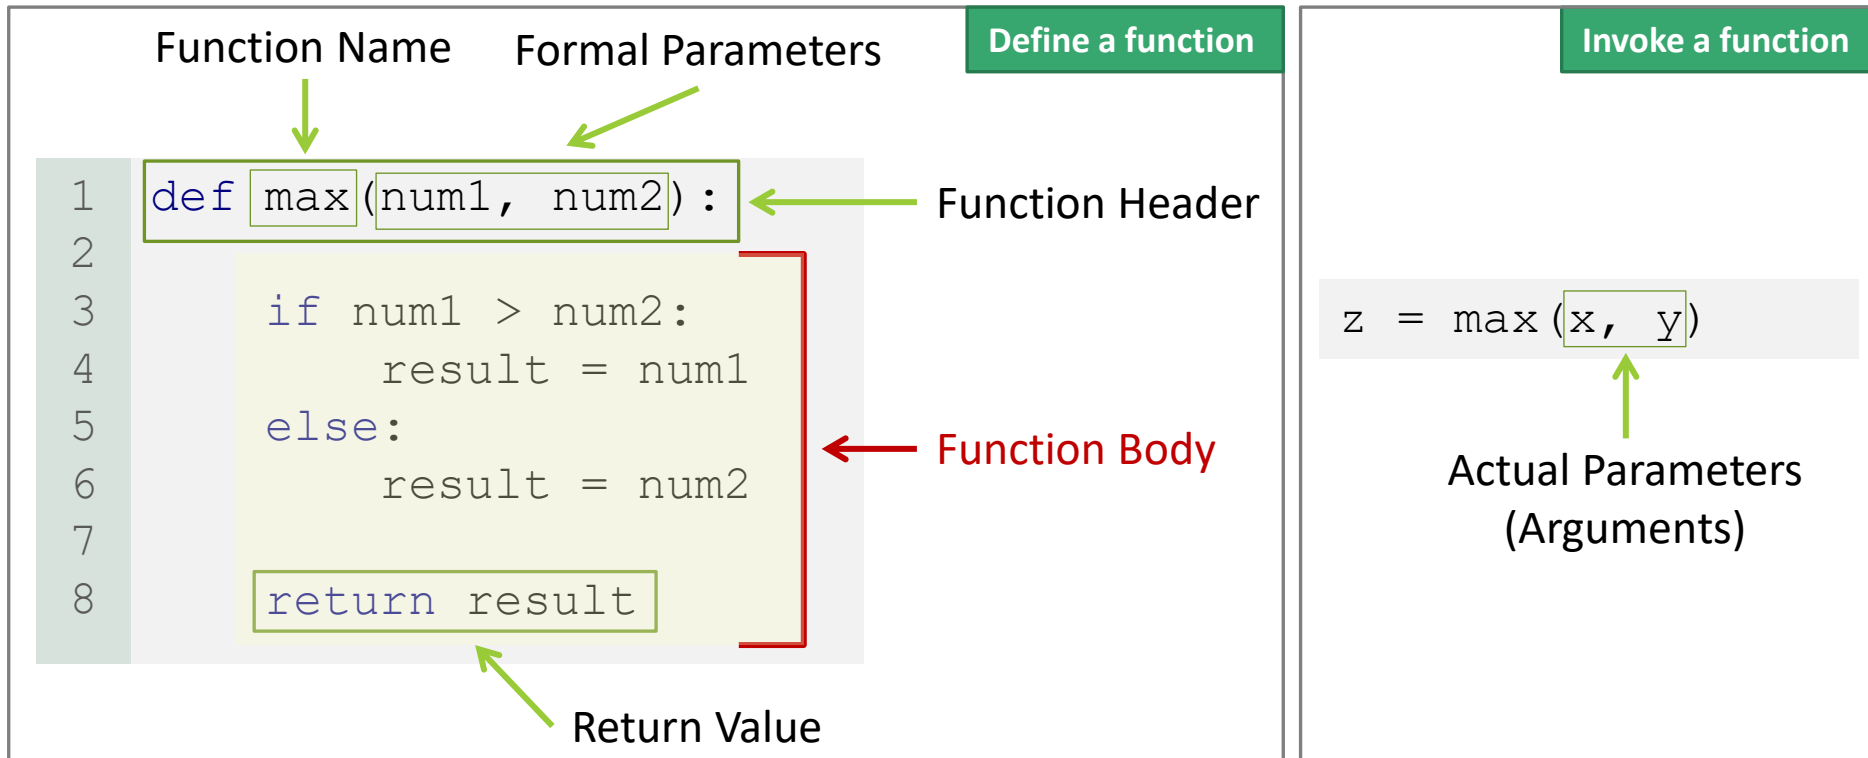 Define a function
Function Name
Formal Parameters
1 def max(num1, num2):
Function Header
2
3 if num1 > num2:
4 result = num1
5 else:
Function Body
6 result = num2
7
8 return result
Return Value
Invoke a function
z = max(x, y)
Actual Parameters
(Arguments)